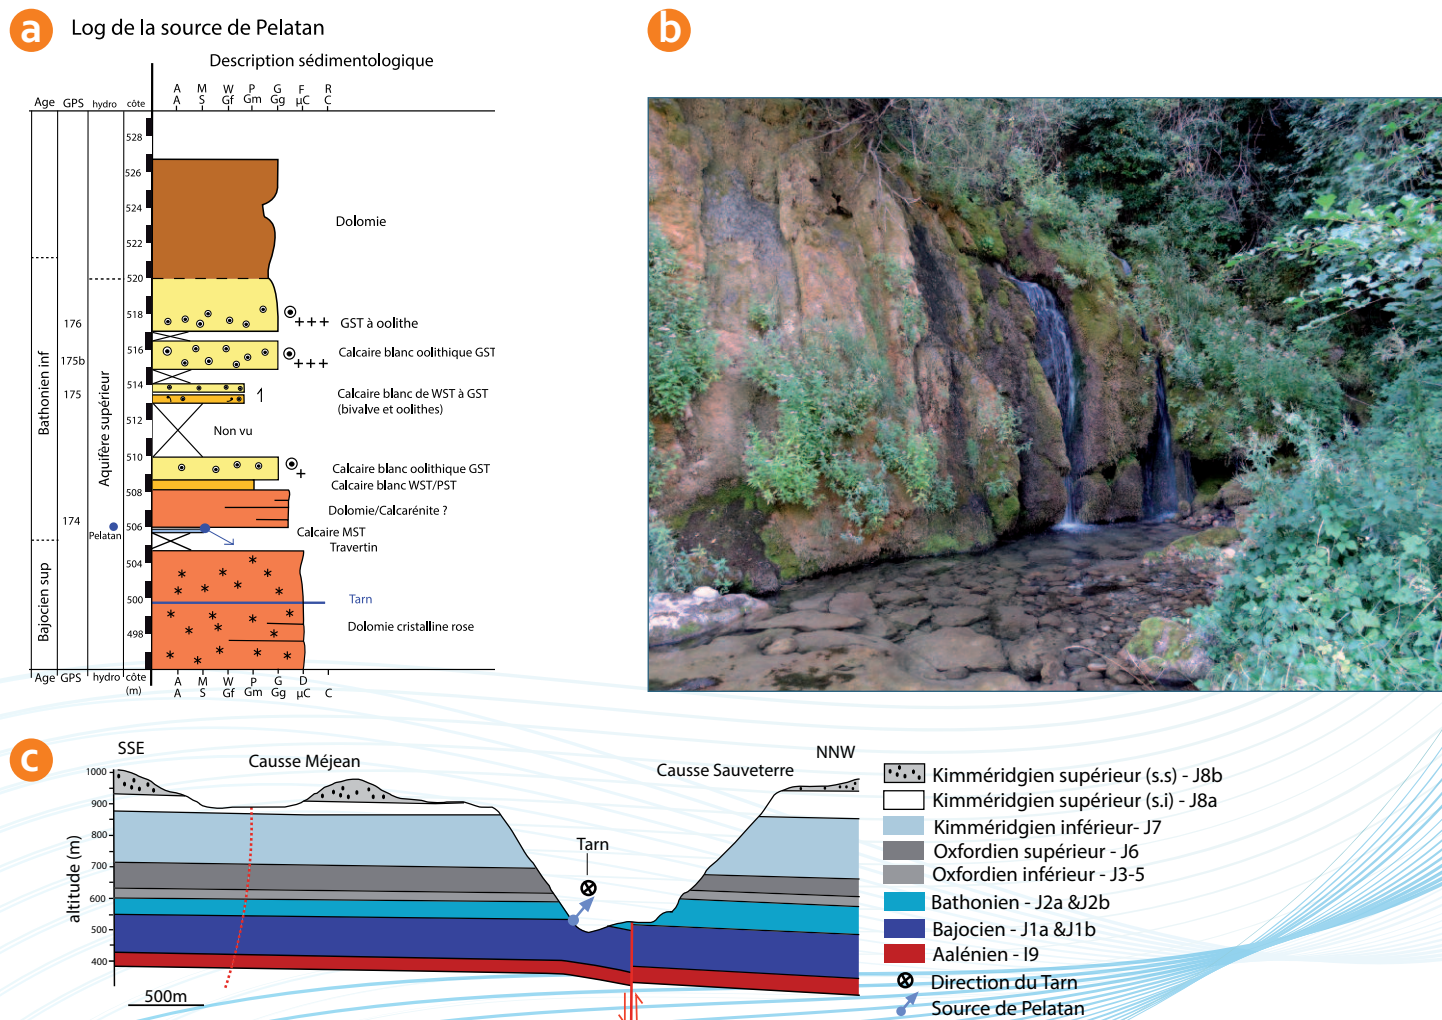 a
Log de la source de Pelatan
b
Description sédimentologique
A M W P G F R
A S Gf Gm Gg µC C
Age GPS hydro côte
528
526
524
Dolomie
522
520
518
176
GST à oolithe
516
175b
Calcaire blanc oolithique GST
514
175
Calcaire blanc de WST à GST
(bivalve et oolithes)
Bathonien inf
Aquifère supérieur
512
Non vu
510
Calcaire blanc oolithique GST
Calcaire blanc WST/PST
508
Dolomie/Calcarénite ?
174
506
Pelatan
Calcaire MST
Travertin
504
Bajocien sup
500
Tarn
498
Dolomie cristalline rose
Age GPS hydro côte
(m)
A M W P G D
A S Gf Gm Gg µC C
c
SSE
NNW
Causse Méjean
Causse Sauveterre
1000
900
800
700
600
500
400
altitude (m)
Tarn
500m
Kimméridgien supérieur (s.s) - J8b
Kimméridgien supérieur (s.i) - J8a
Kimméridgien inférieur- J7
Oxfordien supérieur - J6
Oxfordien inférieur - J3-5
Bathonien - J2a &J2b
Bajocien - J1a &J1b
Aalénien - I9
Direction du Tarn
Source de Pelatan